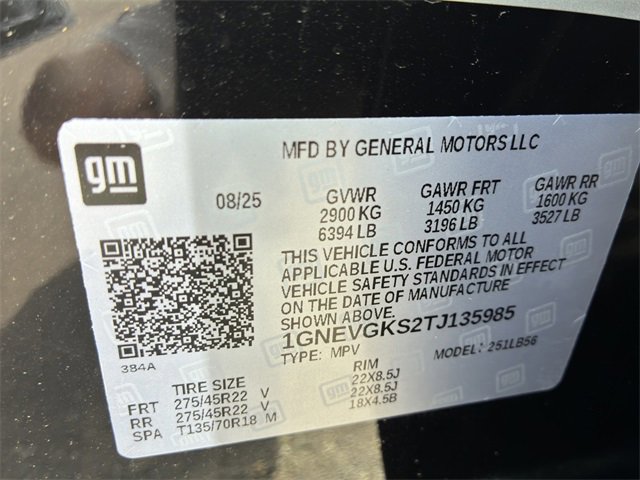 gm
MFD BY GENERAL MOTORS LLC
08/25
GVWR GAWR FRT GAWR RR
2900 KG 1450 KG 1600 KG
6394 LB 3196 LB 3527 LB
THIS VEHICLE CONFORMS TO ALL
APPLICABLE U.S. FEDERAL MOTOR
VEHICLE SAFETY STANDARDS IN EFFECT
ON THE DATE OF MANUFACTURE
SHOWN ABOVE.
1GNEVGKS2TJ135985
TYPE: MPV MODEL: 251LB56
384A
TIRE SIZE RIM
FRT 275/45R22 V 22X8.5J
RR 275/45R22 V 22X8.5J
SPA T135/70R18 M 18X4.5B